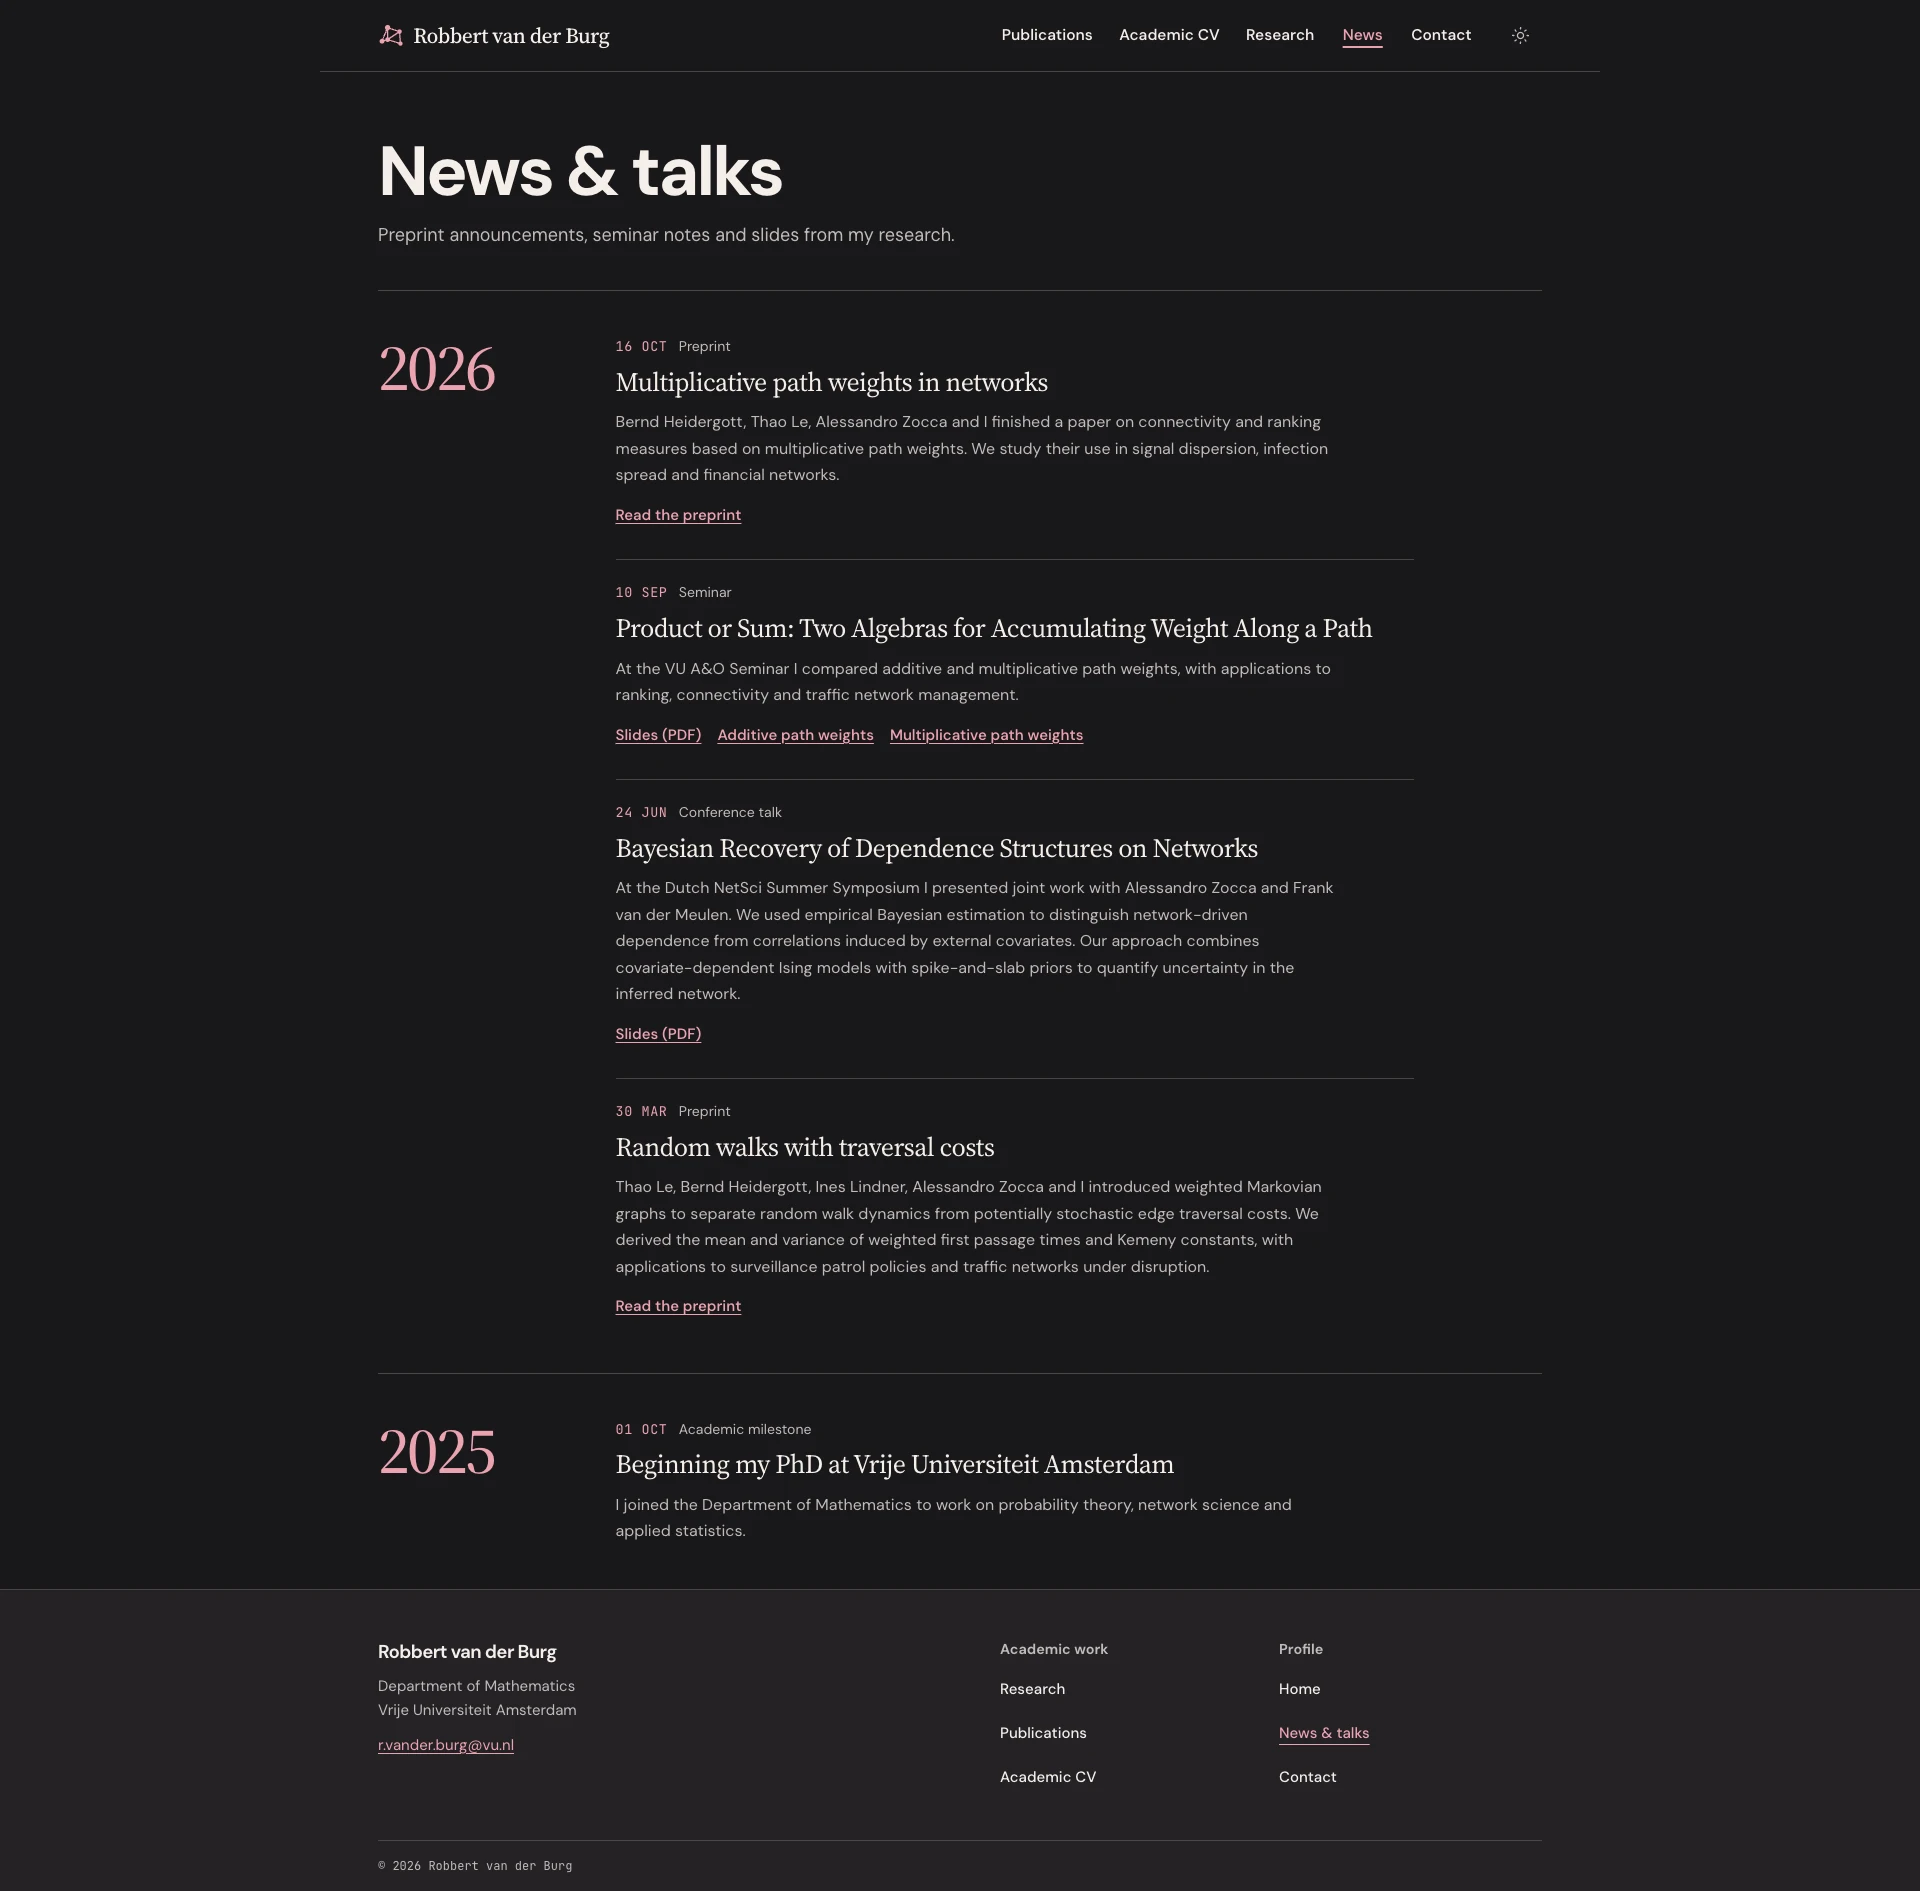 Robbert van der Burg
Publications Academic CV Research News Contact
News & talks
Preprint announcements, seminar notes and slides from my research.
2026
16 OCT Preprint
Multiplicative path weights in networks
Bernd Heidergott, Thao Le, Alessandro Zocca and I finished a paper on connectivity and ranking
measures based on multiplicative path weights. We study their use in signal dispersion, infection
spread and financial networks.
Read the preprint
10 SEP Seminar
Product or Sum: Two Algebras for Accumulating Weight Along a Path
At the VU A&O Seminar I compared additive and multiplicative path weights, with applications to
ranking, connectivity and traffic network management.
Slides (PDF) Additive path weights Multiplicative path weights
24 JUN Conference talk
Bayesian Recovery of Dependence Structures on Networks
At the Dutch NetSci Summer Symposium I presented joint work with Alessandro Zocca and Frank
van der Meulen. We used empirical Bayesian estimation to distinguish network-driven
dependence from correlations induced by external covariates. Our approach combines
covariate-dependent Ising models with spike-and-slab priors to quantify uncertainty in the
inferred network.
Slides (PDF)
30 MAR Preprint
Random walks with traversal costs
Thao Le, Bernd Heidergott, Ines Lindner, Alessandro Zocca and I introduced weighted Markovian
graphs to separate random walk dynamics from potentially stochastic edge traversal costs. We
derived the mean and variance of weighted first passage times and Kemeny constants, with
applications to surveillance patrol policies and traffic networks under disruption.
Read the preprint
2025
01 OCT Academic milestone
Beginning my PhD at Vrije Universiteit Amsterdam
I joined the Department of Mathematics to work on probability theory, network science and
applied statistics.
Robbert van der Burg
Department of Mathematics
Vrije Universiteit Amsterdam
r.vander.burg@vu.nl
Academic work
Research
Publications
Academic CV
Profile
Home
News & talks
Contact
© 2026 Robbert van der Burg